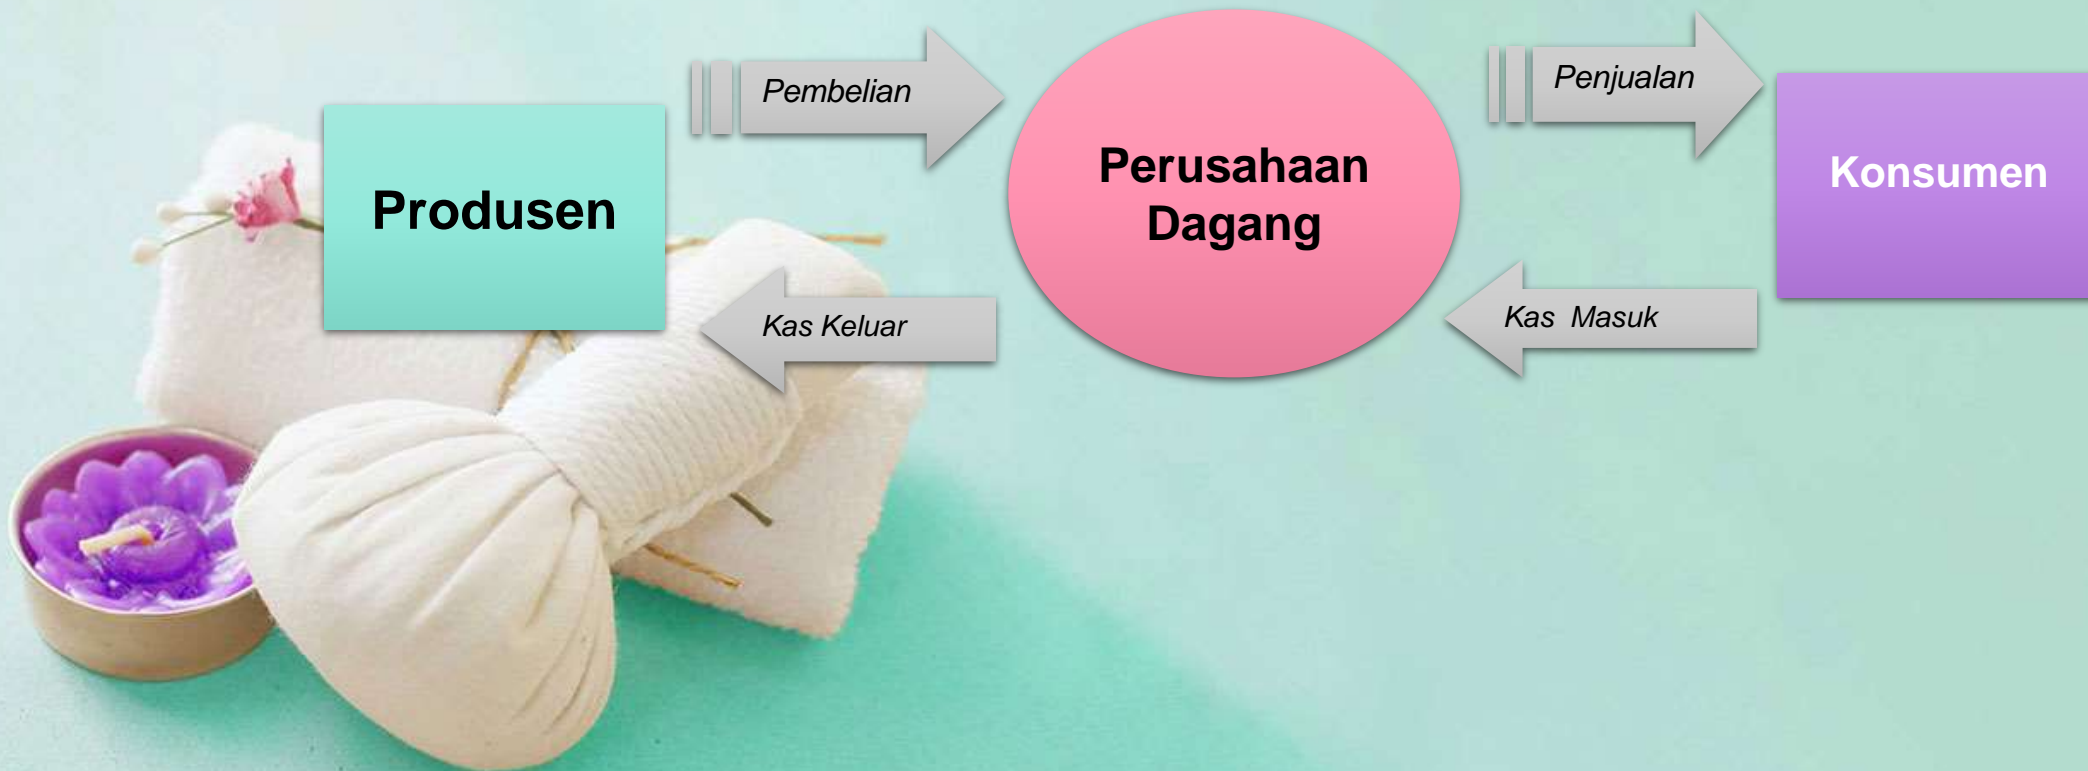 Pembelian
Penjualan
Produsen
Perusahaan
Dagang
Konsumen
Kas Keluar
Kas Masuk